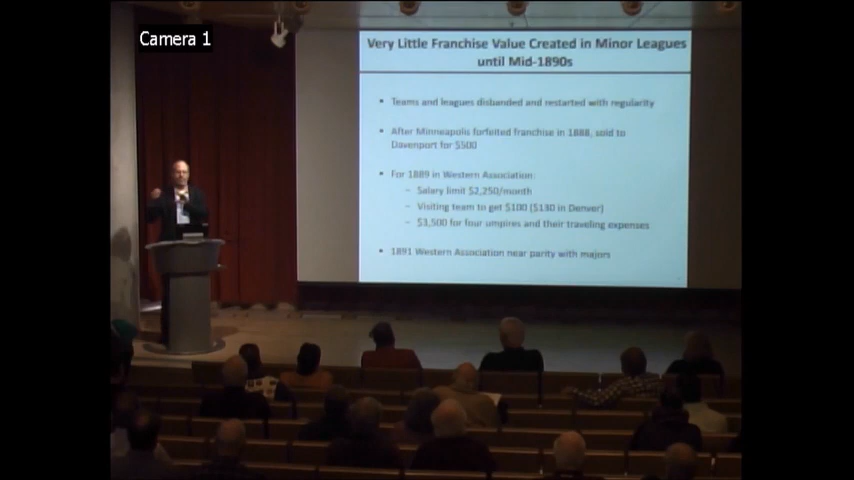 Camera 1
Very Little Franchise Value Created in Minor Leagues
until Mid-1890s
• Teams and leagues disbanded and restarted with regularity
• After Minneapolis forfeited franchise in 1888, sold to
Davenport for $500
• For 1889 in Western Association:
– Salary limit $2,250/month
– Visiting team to get $100 ($130 in Denver)
– $3,500 for four umpires and their traveling expenses
• 1891 Western Association near parity with majors